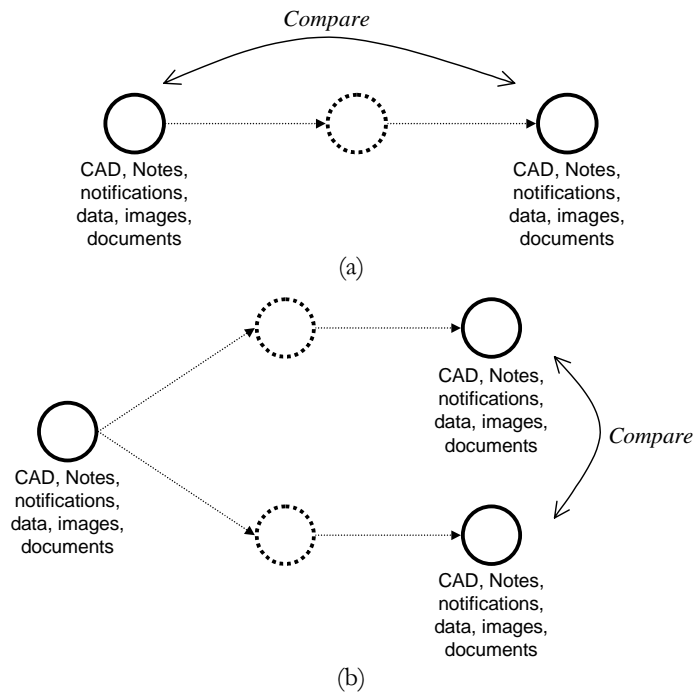 Compare
CAD, Notes,
notifications,
data, images,
documents
CAD, Notes,
notifications,
data, images,
documents
(a)
CAD, Notes,
notifications,
data, images,
documents
CAD, Notes,
notifications,
data, images,
documents
Compare
CAD, Notes,
notifications,
data, images,
documents
(b)